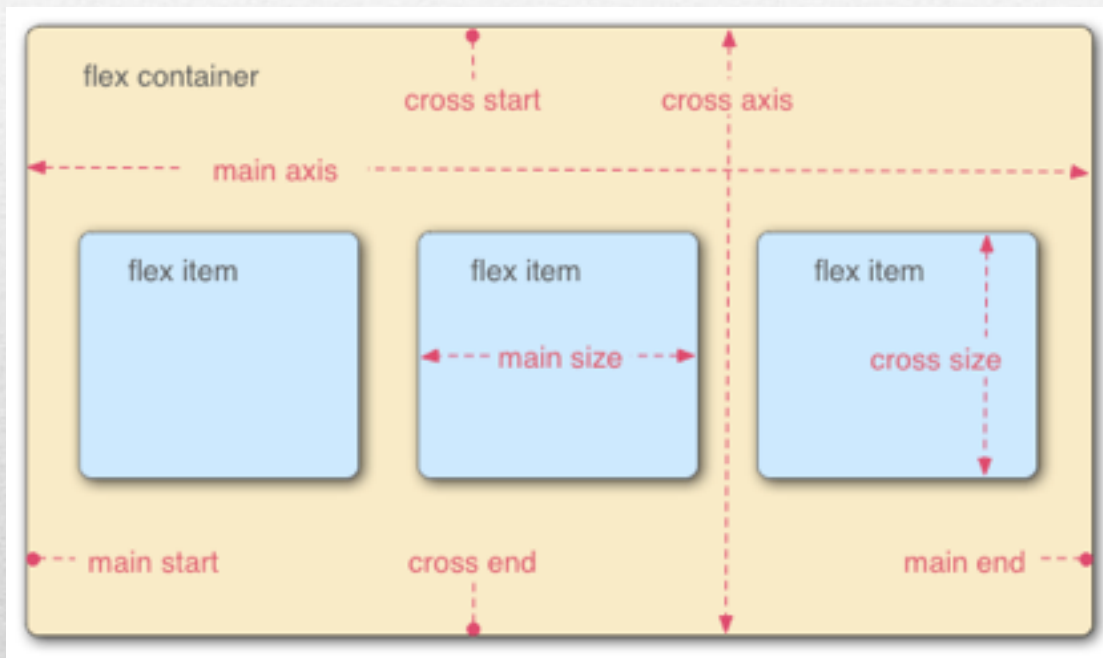 flex container
cross start
cross axis
main axis
flex item
flex item
flex item
main size
cross size
main start
cross end
main end